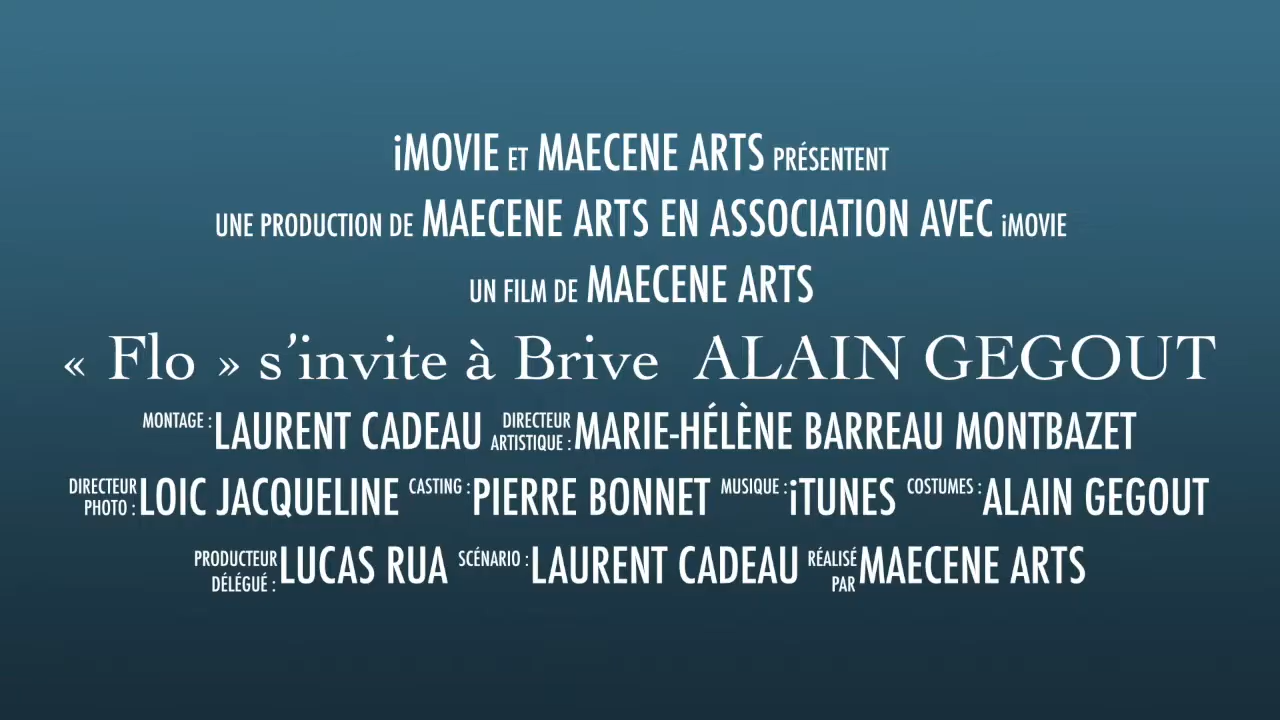 iMOVIE ET MAECENE ARTS PRÉSENTENT
UNE PRODUCTION DE MAECENE ARTS EN ASSOCIATION AVEC iMOVIE
UN FILM DE MAECENE ARTS
« Flo » s’invite à Brive ALAIN GEGOUT
MONTAGE : LAURENT CADEAU DIRECTEUR ARTISTIQUE : MARIE-HÉLÈNE BARREAU MONTBAZET
DIRECTEUR PHOTO : LOIC JACQUELINE CASTING : PIERRE BONNET MUSIQUE : iTUNES COSTUMES : ALAIN GEGOUT
PRODUCTEUR DÉLÉGUÉ : LUCAS RUA SCÉNARIO : LAURENT CADEAU RÉALISÉ PAR MAECENE ARTS